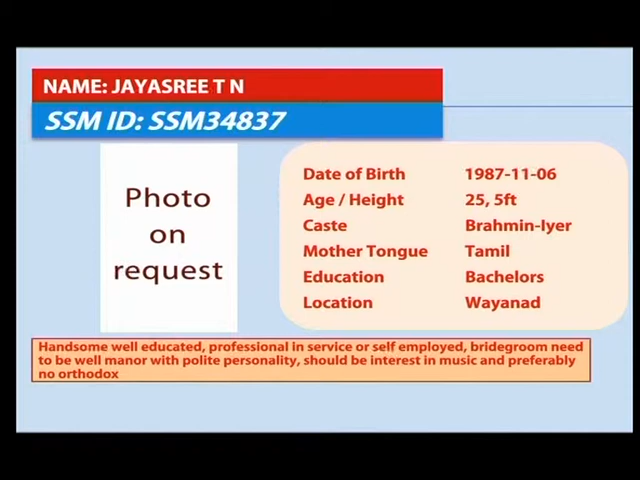 NAME: JAYASREE T N
SSM ID: SSM34837
Photo
on
request
Date of Birth 1987-11-06
Age / Height 25, 5ft
Caste Brahmin-Iyer
Mother Tongue Tamil
Education Bachelors
Location Wayanad
Handsome well educated, professional in service or self employed, bridegroom need
to be well manor with polite personality, should be interest in music and preferably
no orthodox